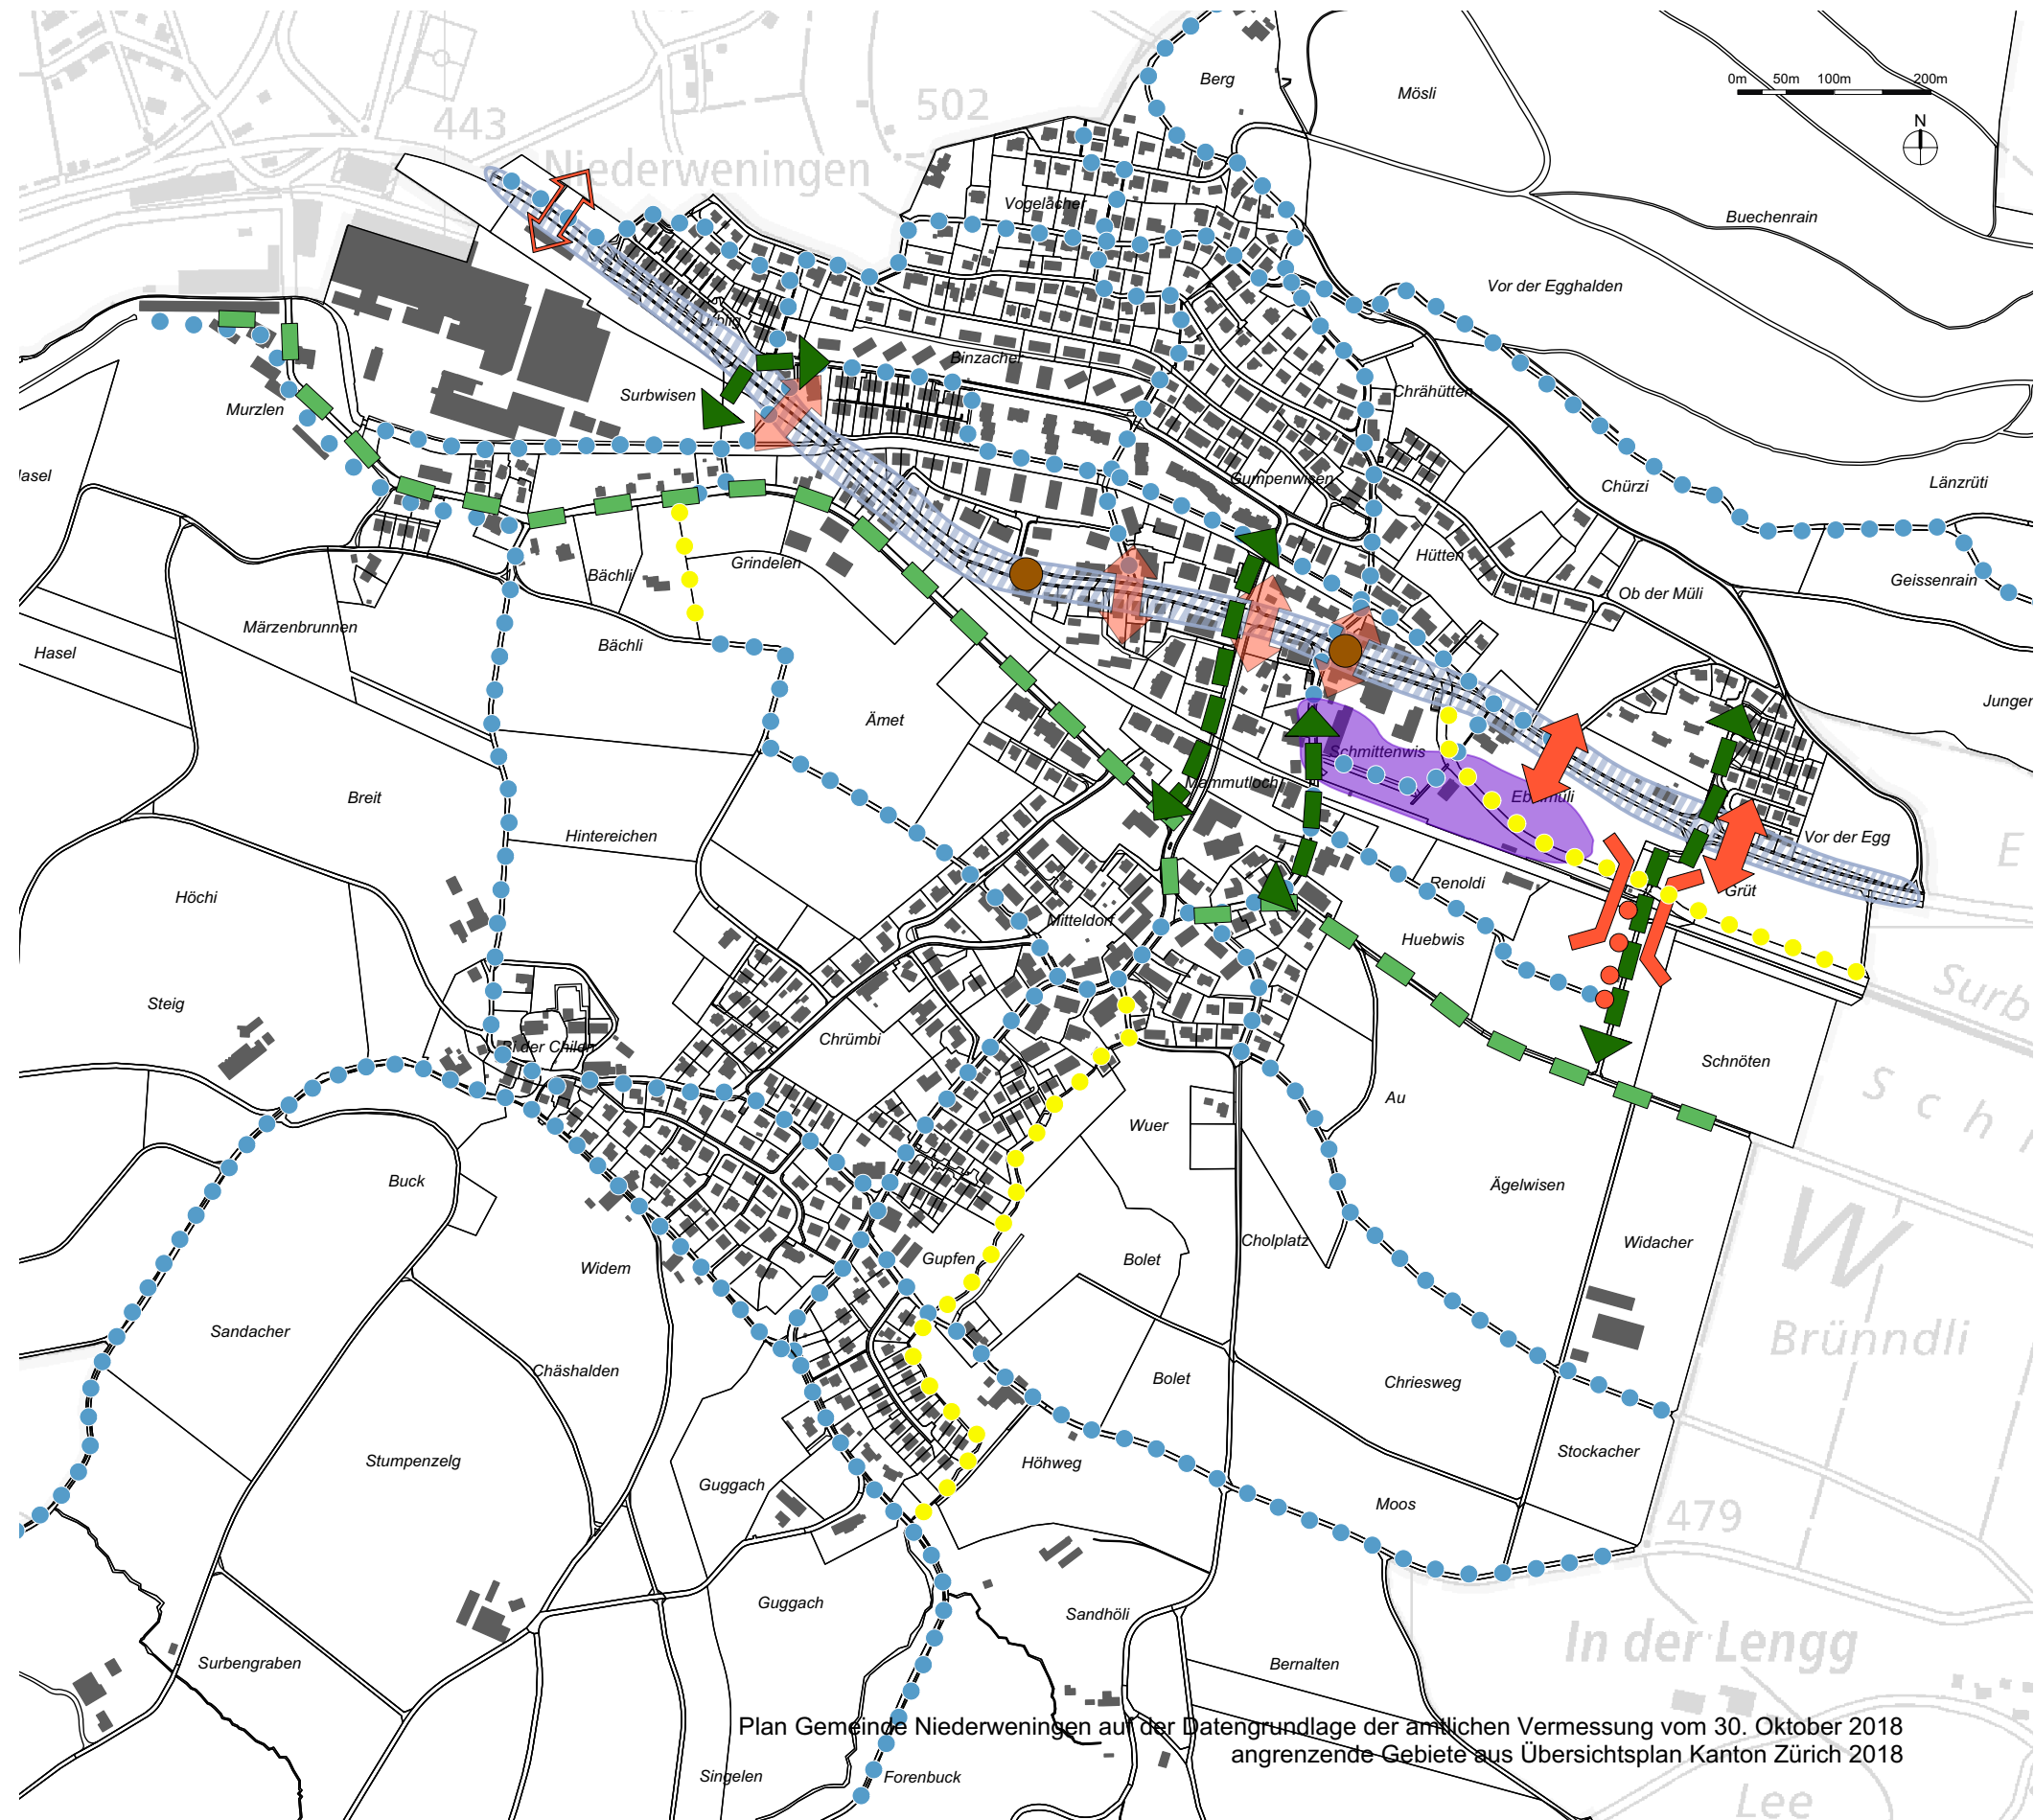 Berg
Mösli
0m 50m 100m 200m
N
443
502
Niederweningen
Vogelächer
Buechenrain
Vor der Egghalden
Binzacher
Surbwisen
Murzlen
Chrähütten
Gumpenwisen
Chürzi
Länzrüti
Hütten
Grindelen
Bächli
Ob der Müli
Geissenrain
Märzenbrunnen
Bächli
Hasel
Ämet
Schmittenwis
Mammutloch
Breit
Hintereichen
Vor der Egg
E
Höchi
Renoldi
Grüt
Mitteldorf
Huebwis
Steig
Surb
Chrümbi
Schnöten
Au
Wuer
Buck
Ägelwisen
W
Cholplatz
Widacher
Gupfen
Bolet
Widem
Sandacher
Brünndli
Chäshalden
Bolet
Chriesweg
Stumpenzelg
Stockacher
Höhweg
Guggach
Moos
479
Guggach
Sandhöli
In der Lengg
Surbengraben
Bernalten
Plan Gemeinde Niederweningen auf der Datengrundlage der amtlichen Vermessung vom 30. Oktober 2018
angrenzende Gebiete aus Übersichtsplan Kanton Zürich 2018
Singelen
Forenbuck
Lee